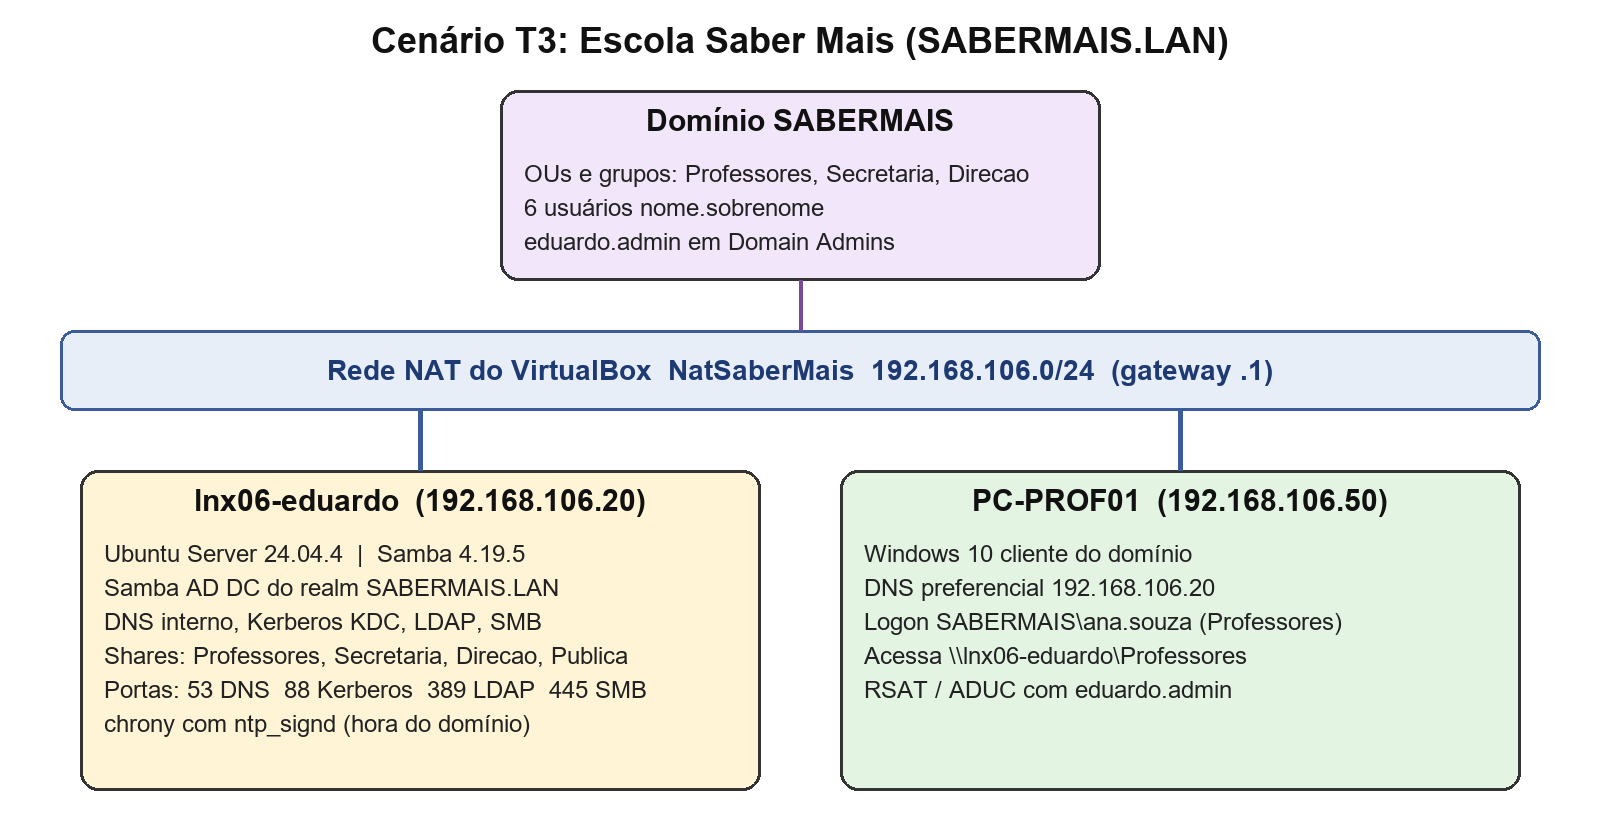 Cenário T3: Escola Saber Mais (SABERMAIS.LAN)
Domínio SABERMAIS
OUs e grupos: Professores, Secretaria, Direcao
6 usuários nome.sobrenome
eduardo.admin em Domain Admins
Rede NAT do VirtualBox NatSaberMais 192.168.106.0/24 (gateway .1)
lnx06-eduardo (192.168.106.20)
Ubuntu Server 24.04.4 | Samba 4.19.5
Samba AD DC do realm SABERMAIS.LAN
DNS interno, Kerberos KDC, LDAP, SMB
Shares: Professores, Secretaria, Direcao, Publica
Portas: 53 DNS 88 Kerberos 389 LDAP 445 SMB
chrony com ntp_signd (hora do domínio)
PC-PROF01 (192.168.106.50)
Windows 10 cliente do domínio
DNS preferencial 192.168.106.20
Logon SABERMAIS\ana.souza (Professores)
Acessa \\lnx06-eduardo\Professores
RSAT / ADUC com eduardo.admin